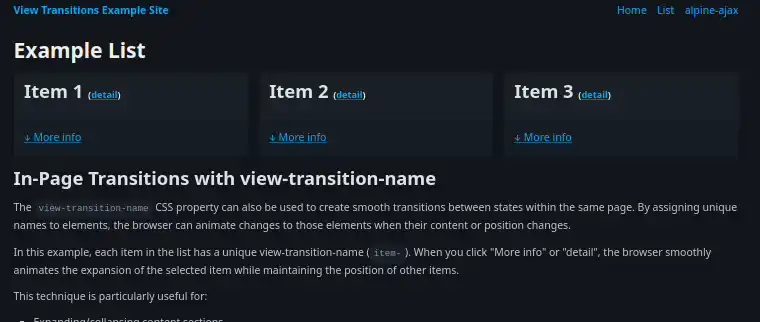 View Transitions Example Site
Home List alpine-ajax
Example List
Item 1 (detail)
Item 2 (detail)
Item 3 (detail)
↓ More info
↓ More info
↓ More info
In-Page Transitions with view-transition-name
The view-transition-name CSS property can also be used to create smooth transitions between states within the same page. By assigning unique
names to elements, the browser can animate changes to those elements when their content or position changes.
In this example, each item in the list has a unique view-transition-name ( item- ). When you click "More info" or "detail", the browser smoothly
animates the expansion of the selected item while maintaining the position of other items.
This technique is particularly useful for:
Expanding/collapsing content sections